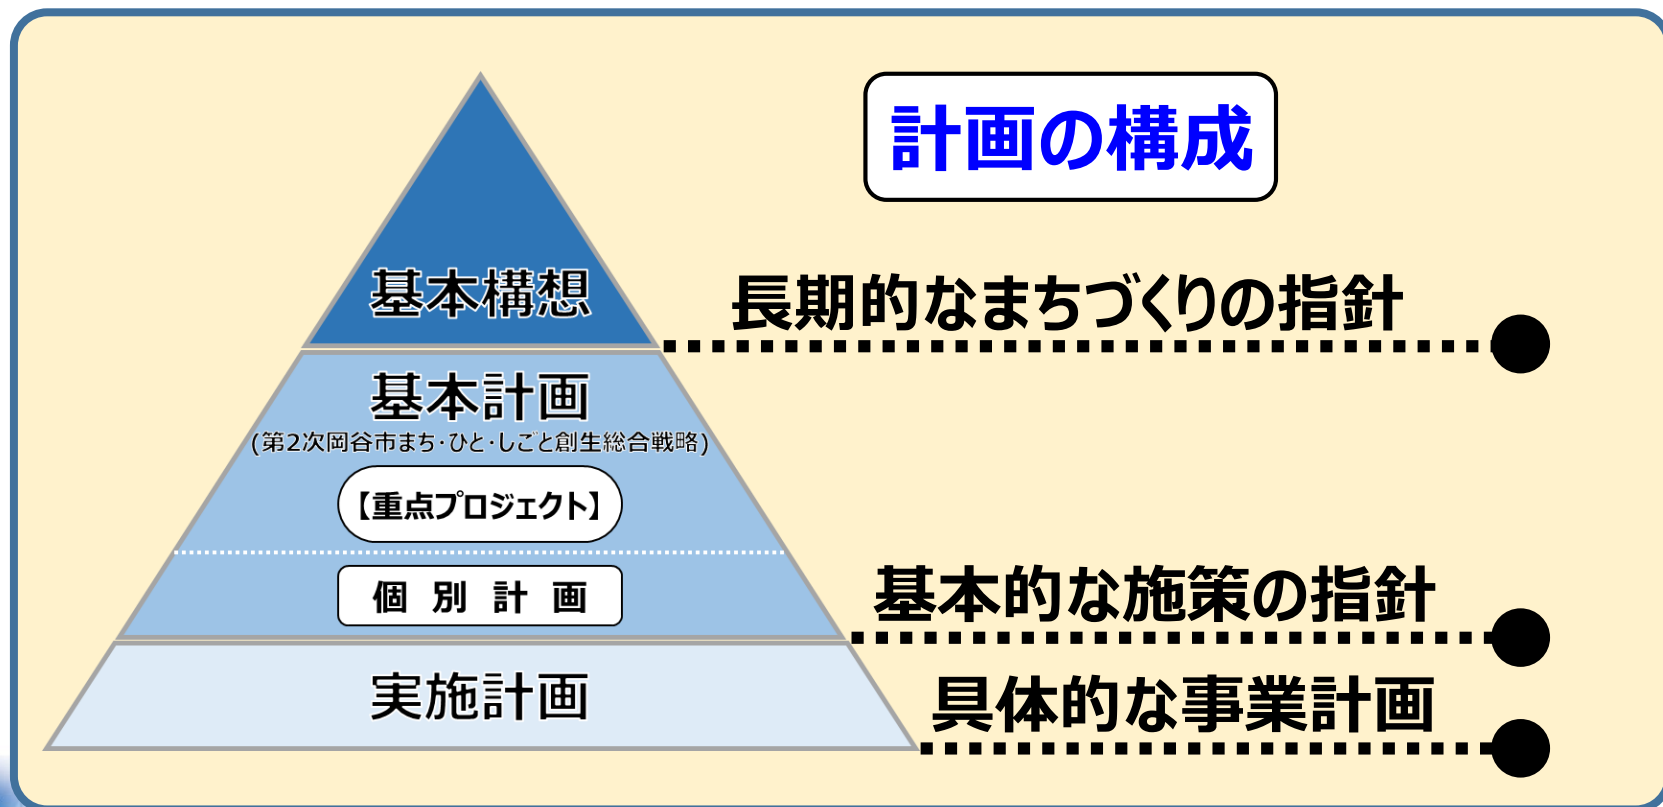 計画の構成
基本構想
長期的なまちづくりの指針
基本計画
(第2次岡谷市まち・ひと・しごと創生総合戦略)
【重点プロジェクト】
個別計画
基本的な施策の指針
実施計画
具体的な事業計画